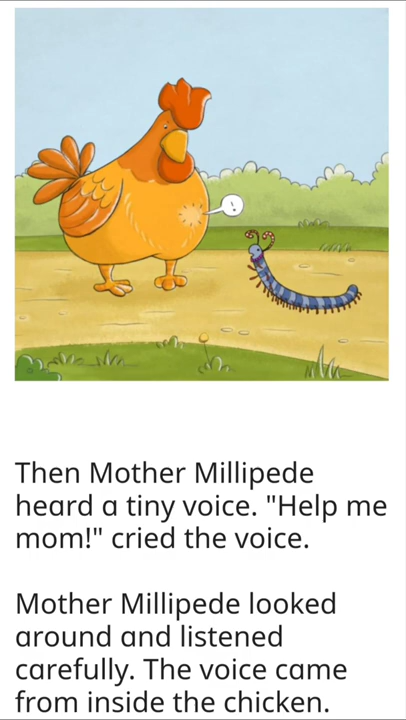 !
Then Mother Millipede
heard a tiny voice. "Help me
mom!" cried the voice.
Mother Millipede looked
around and listened
carefully. The voice came
from inside the chicken.